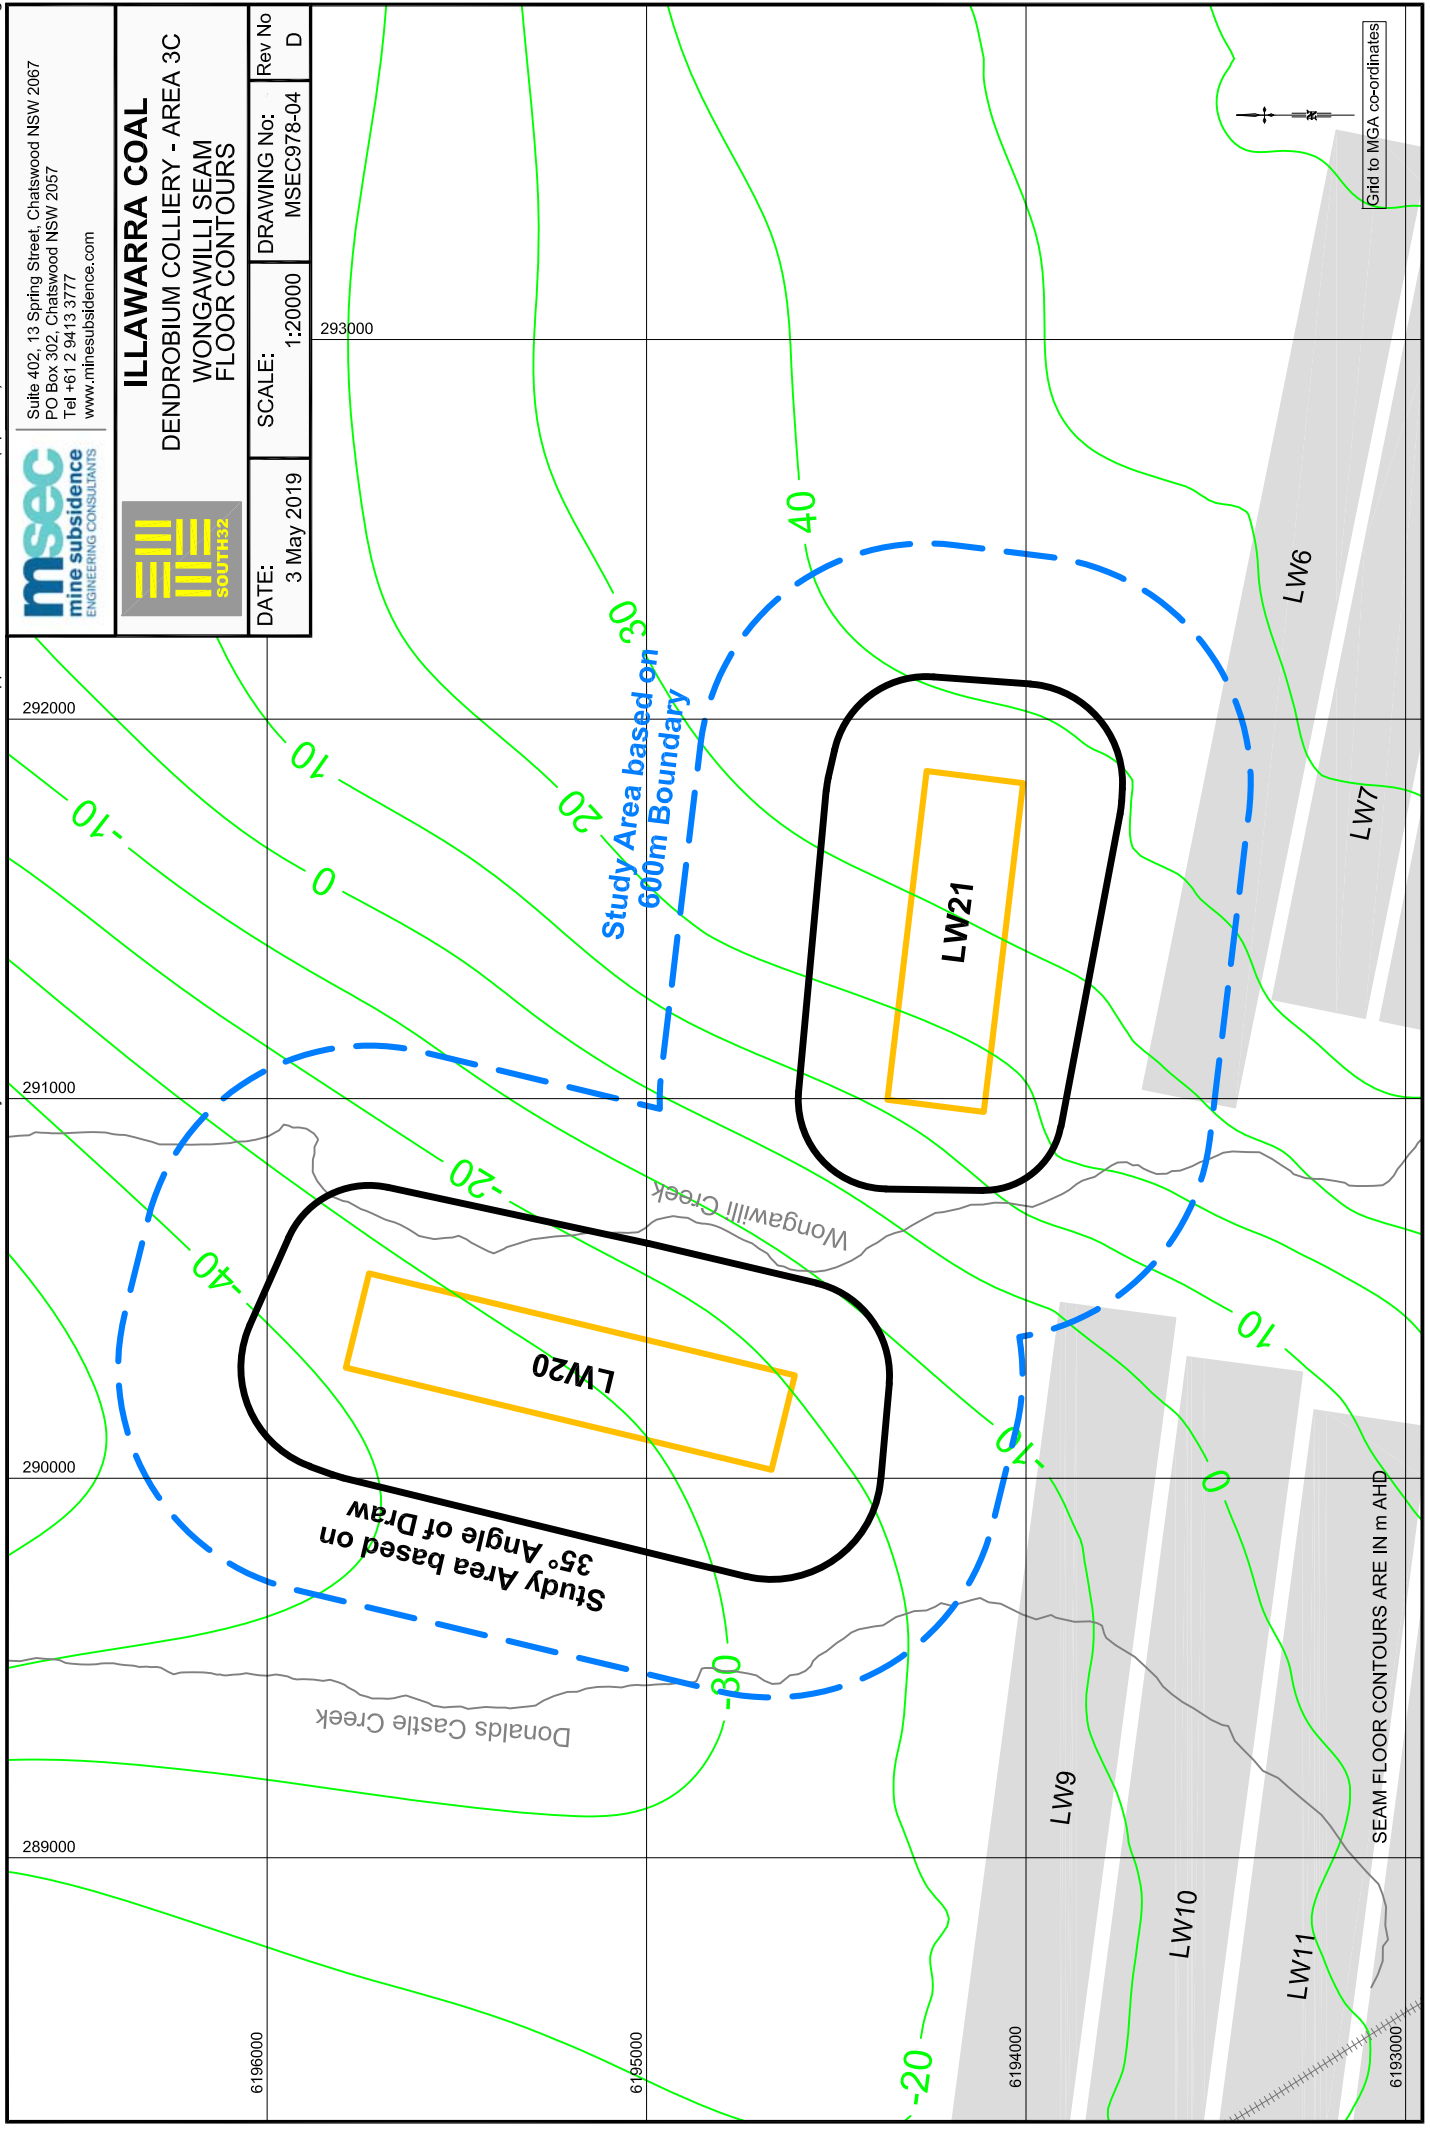 msec
mine subsidence
ENGINEERING CONSULTANTS
Suite 402, 13 Spring Street, Chatswood NSW 2067
PO Box 302, Chatswood NSW 2057
Tel +61 2 9413 3777
www.minesubsidence.com
SOUTH32
ILLAWARRA COAL
DENDROBIUM COLLIERY - AREA 3C
WONGAWILLI SEAM
FLOOR CONTOURS
DATE:
3 May 2019
SCALE:
1:20000
DRAWING No:
MSEC978-04
Rev No
D
293000
292000
291000
290000
289000
6196000
6195000
6194000
6193000
Grid to MGA co-ordinates
N
40
30
20
10
0
-10
-20
-40
-30
-20
-10
0
10
Study Area based on
600m Boundary
Study Area based on
35° Angle of Draw
LW20
LW21
LW6
LW7
LW9
LW10
LW11
Wongawilli Creek
Donalds Castle Creek
SEAM FLOOR CONTOURS ARE IN m AHD